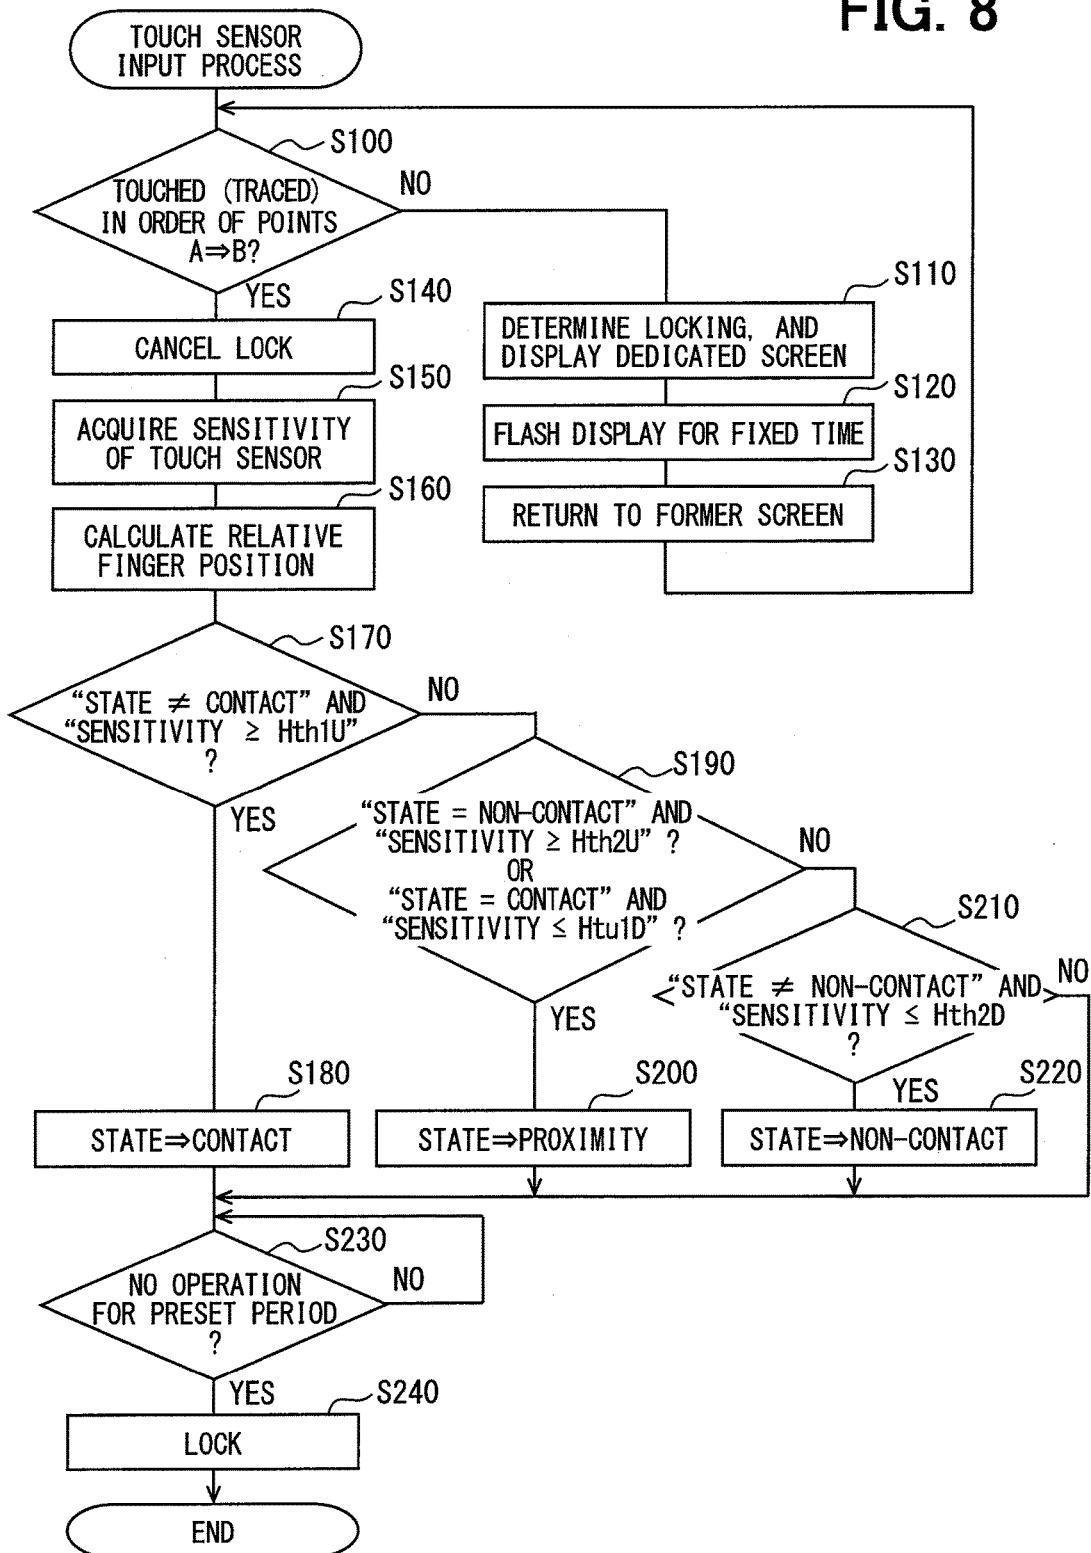 FIG. 8
TOUCH SENSOR
INPUT PROCESS
S100
TOUCHED (TRACED)
IN ORDER OF POINTS
A⇒B?
NO
YES
S110
DETERMINE LOCKING, AND
DISPLAY DEDICATED SCREEN
S120
FLASH DISPLAY FOR FIXED TIME
S130
RETURN TO FORMER SCREEN
S140
CANCEL LOCK
S150
ACQUIRE SENSITIVITY
OF TOUCH SENSOR
S160
CALCULATE RELATIVE
FINGER POSITION
S170
“STATE ≠ CONTACT” AND
“SENSITIVITY ≥ Hth1U”
?
NO
YES
S190
“STATE = NON-CONTACT” AND
“SENSITIVITY ≥ Hth2U” ?
OR
“STATE = CONTACT” AND
“SENSITIVITY ≤ Htu1D” ?
NO
YES
S210
“STATE ≠ NON-CONTACT” AND
“SENSITIVITY ≤ Hth2D
?
NO
YES
S180
STATE⇒CONTACT
S200
STATE⇒PROXIMITY
S220
STATE⇒NON-CONTACT
S230
NO OPERATION
FOR PRESET PERIOD
?
NO
YES
S240
LOCK
END